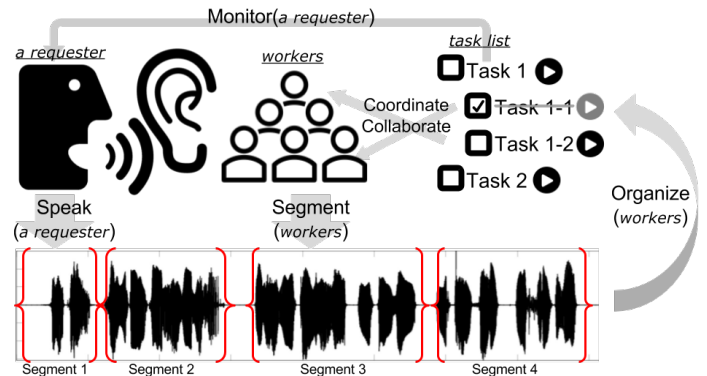 Monitor(a requester)
a requester
workers
task list
Task 1
Task 1-1
Task 1-2
Task 2
Coordinate
Collaborate
Speak
(a requester)
Segment
(workers)
Organize
(workers)
Segment 1
Segment 2
Segment 3
Segment 4